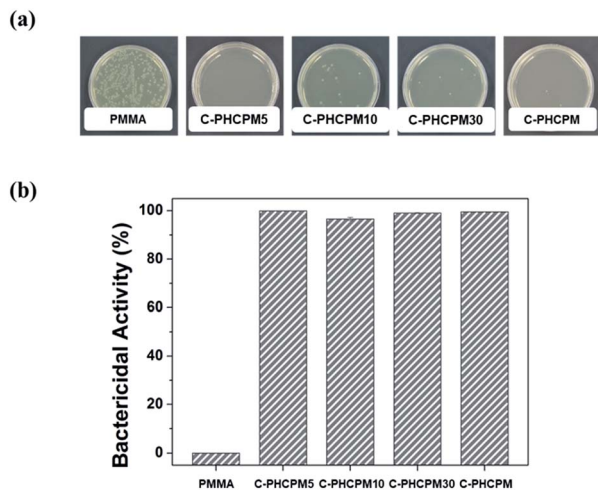 (a)
PMMA C-PHCPM5 C-PHCPM10 C-PHCPM30 C-PHCPM
(b)
Bactericidal Activity (%)
100
80
60
40
20
0
PMMA C-PHCPM5 C-PHCPM10 C-PHCPM30 C-PHCPM